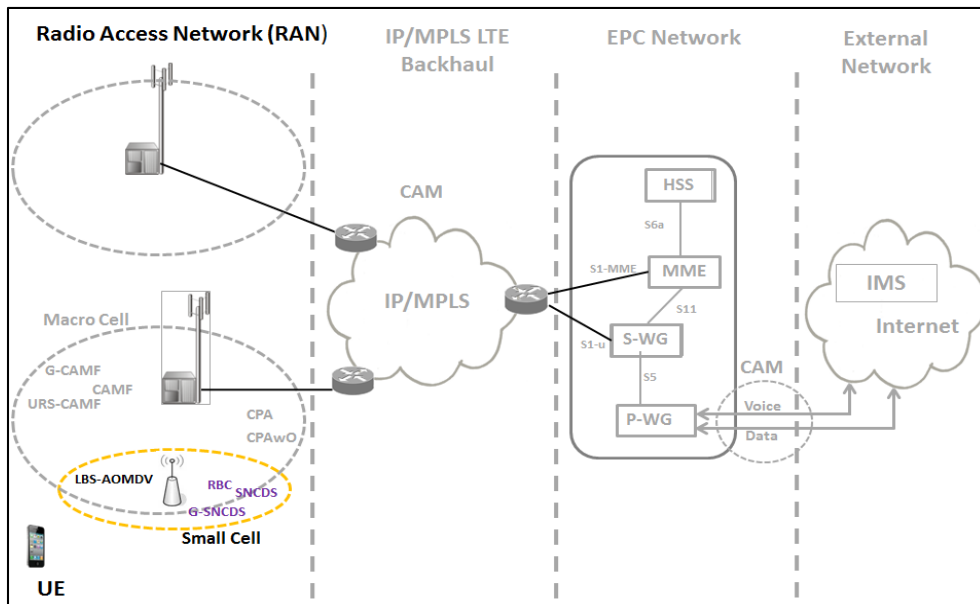 Radio Access Network (RAN)
IP/MPLS LTE
Backhaul
EPC Network
External
Network
CAM
HSS
S6a
S1-MME
MME
IP/MPLS
IMS
S11
Internet
Macro Cell
S1-u
S-WG
G-CAMF
CAMF
URS-CAMF
S5
CAM
CPA
CPAwO
P-WG
Voice
Data
LBS-AOMDV
RBC
SNCDS
G-SNCDS
Small Cell
UE